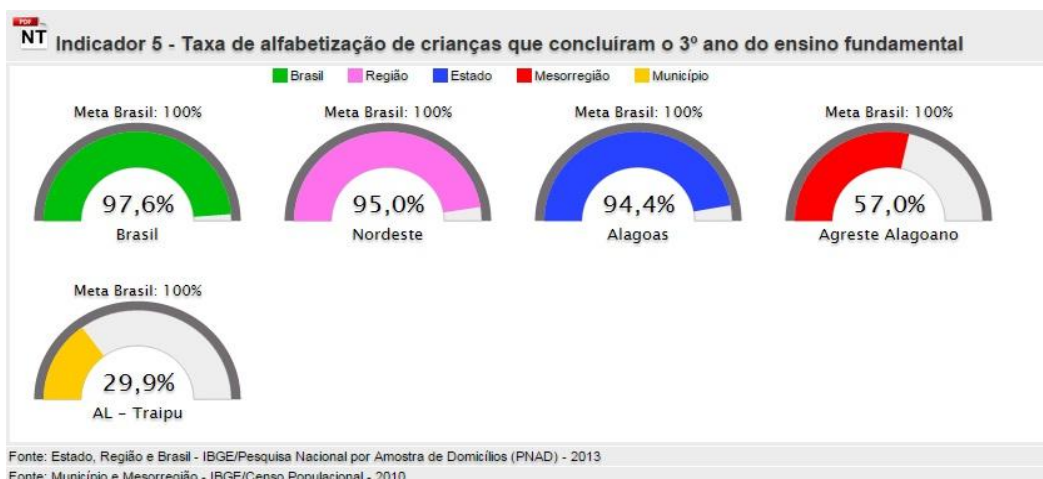 PDF
NT Indicador 5 - Taxa de alfabetização de crianças que concluíram o 3º ano do ensino fundamental
Brasil Região Estado Mesorregião Município
Meta Brasil: 100% Meta Brasil: 100% Meta Brasil: 100% Meta Brasil: 100%
97,6% 95,0% 94,4% 57,0%
Brasil Nordeste Alagoas Agreste Alagoano
Meta Brasil: 100%
29,9%
AL - Traipu
Fonte: Estado, Região e Brasil - IBGE/Pesquisa Nacional por Amostra de Domicílios (PNAD) - 2013
Fonte: Município e Mesorregião - IBGE/Censo Populacional - 2010